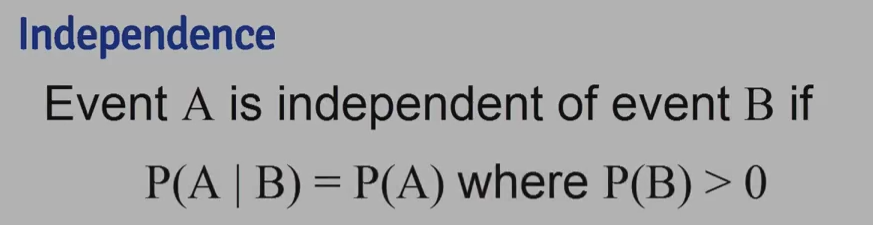 Independence
Event A is independent of event B if
P(A | B) = P(A) where P(B) > 0